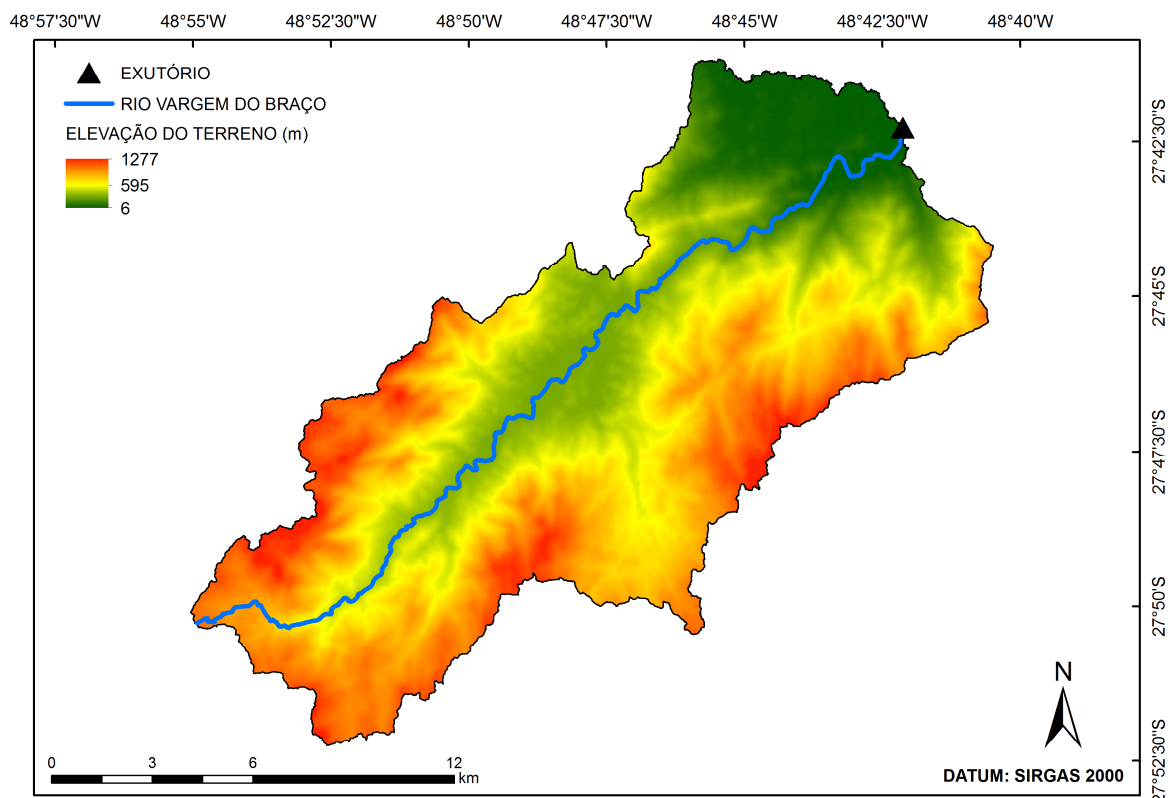 48°57'30"W 48°55'W 48°52'30"W 48°50'W 48°47'30"W 48°45'W 48°42'30"W 48°40'W
EXUTÓRIO
RIO VARGEM DO BRAÇO
ELEVAÇÃO DO TERRENO (m)
1277
595
6
27°42'30"S
27°45'S
27°47'30"S
27°50'S
27°52'30"S
N
0 3 6 12
km
DATUM: SIRGAS 2000